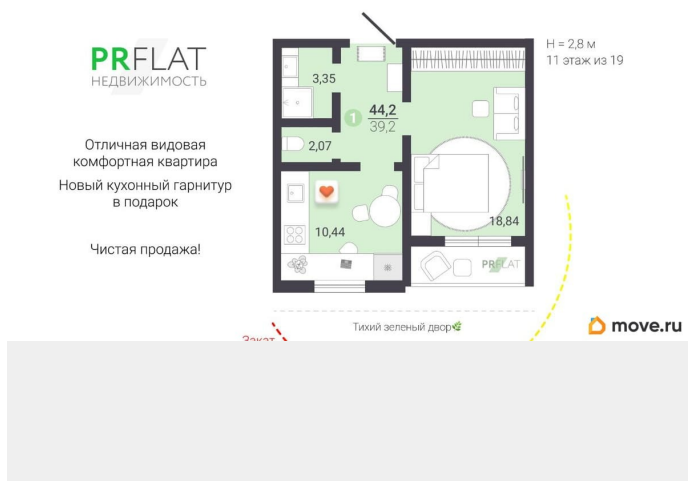 PRFLAT
НЕДВИЖИМОСТЬ
Отличная видовая
комфортная квартира
Новый кухонный гарнитур
в подарок
Чистая продажа!
H = 2,8 м
11 этаж из 19
3,35
1
44,2
39,2
2,07
10,44
18,84
PRFLAT
Тихий зеленый двор
Закат
move.ru